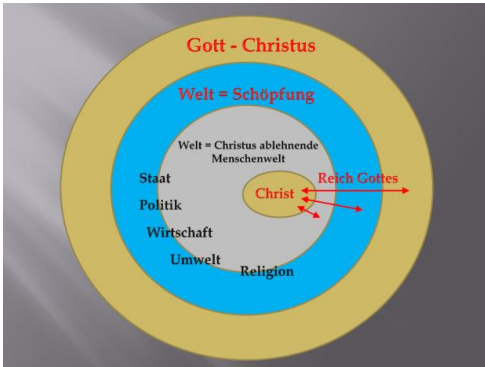 Gott - Christus
Welt = Schöpfung
Welt = Christus ablehnende
Menschenwelt
Staat
Reich Gottes
Christ
Politik
Wirtschaft
Umwelt
Religion